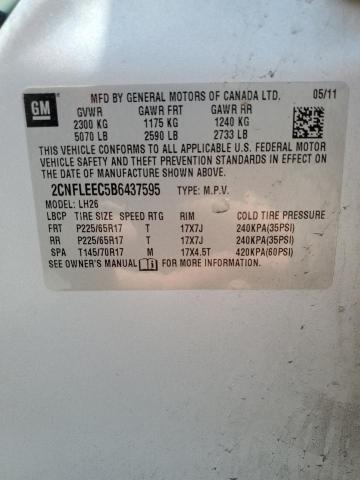 GM
MFD BY GENERAL MOTORS OF CANADA LTD. 05/11
GVWR GAWR FRT GAWR RR
2300 KG 1175 KG 1240 KG
5070 LB 2590 LB 2733 LB
THIS VEHICLE CONFORMS TO ALL APPLICABLE U.S. FEDERAL MOTOR
VEHICLE SAFETY AND THEFT PREVENTION STANDARDS IN EFFECT ON
THE DATE OF MANUFACTURE SHOWN ABOVE.
2CNFLEEC5B6437595 TYPE: M.P.V.
MODEL: LH26
LBCP TIRE SIZE SPEED RTG RIM COLD TIRE PRESSURE
FRT P225/65R17 T 17X7J 240KPA(35PSI)
RR P225/65R17 T 17X7J 240KPA(35PSI)
SPA T145/70R17 M 17X4.5T 420KPA(60PSI)
SEE OWNER'S MANUAL FOR MORE INFORMATION.